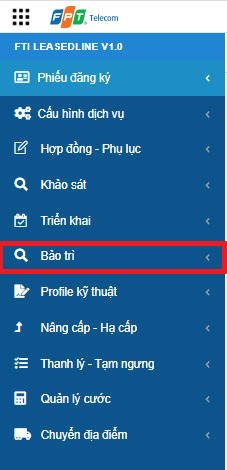 FPT Telecom
FTI LEASEDLINE V1.0
Phiếu đăng ký
Cấu hình dịch vụ
Hợp đồng - Phụ lục
Khảo sát
Triển khai
Bảo trì
Profile kỹ thuật
Nâng cấp - Hạ cấp
Thanh lý - Tạm ngưng
Quản lý cước
Chuyển địa điểm